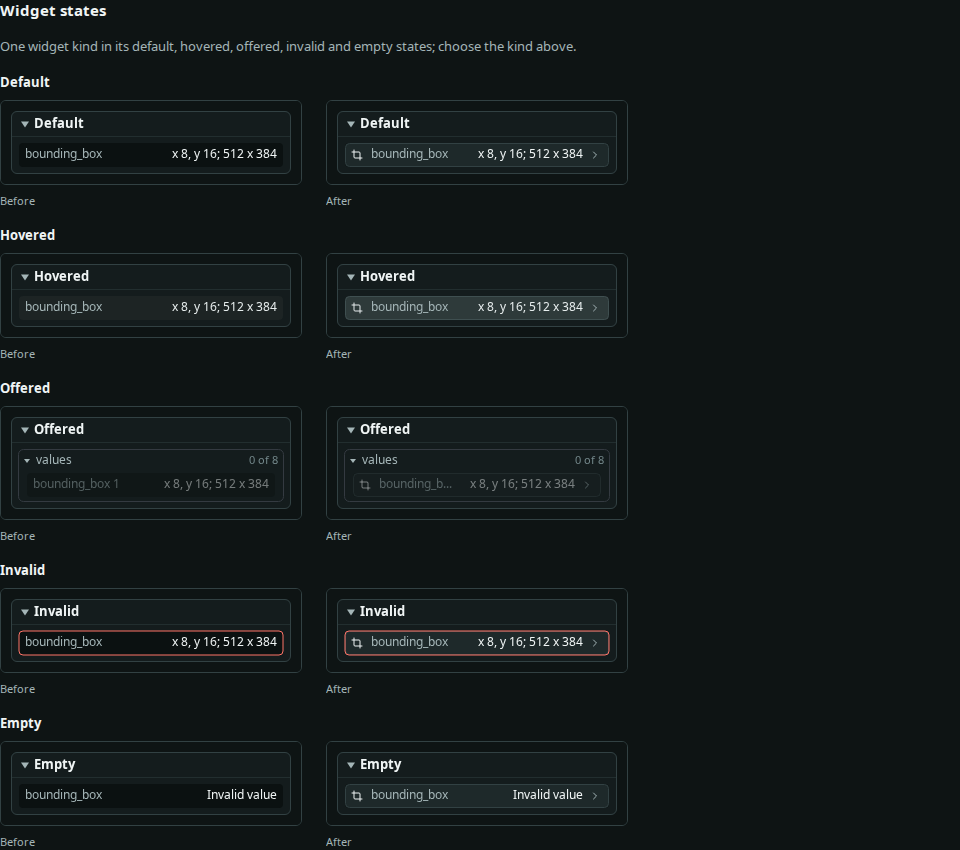 Widget states
One widget kind in its default, hovered, offered, invalid and empty states; choose the kind above.
Default
Default
bounding_box x 8, y 16; 512 x 384
Default
bounding_box x 8, y 16; 512 x 384
Before
After
Hovered
Hovered
bounding_box x 8, y 16; 512 x 384
Hovered
bounding_box x 8, y 16; 512 x 384
Before
After
Offered
Offered
values 0 of 8
bounding_box 1 x 8, y 16; 512 x 384
Offered
values 0 of 8
bounding_b... x 8, y 16; 512 x 384
Before
After
Invalid
Invalid
bounding_box x 8, y 16; 512 x 384
Invalid
bounding_box x 8, y 16; 512 x 384
Before
After
Empty
Empty
bounding_box Invalid value
Empty
bounding_box Invalid value
Before
After